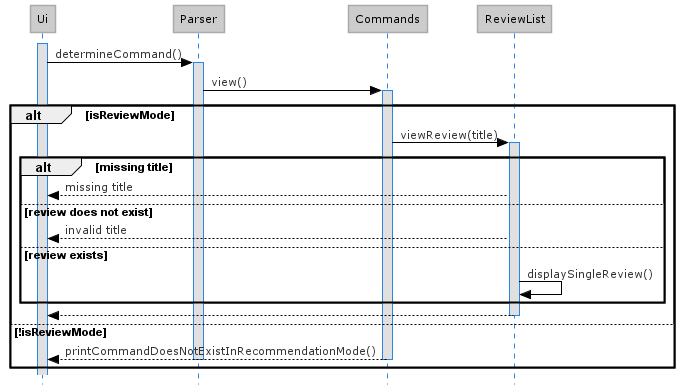 Ui
Parser
Commands
ReviewList
determineCommand()
view()
alt
[isReviewMode]
viewReview(title)
alt
[missing title]
missing title
[review does not exist]
invalid title
[review exists]
displaySingleReview()
[!isReviewMode]
printCommandDoesNotExistInRecommendationMode()